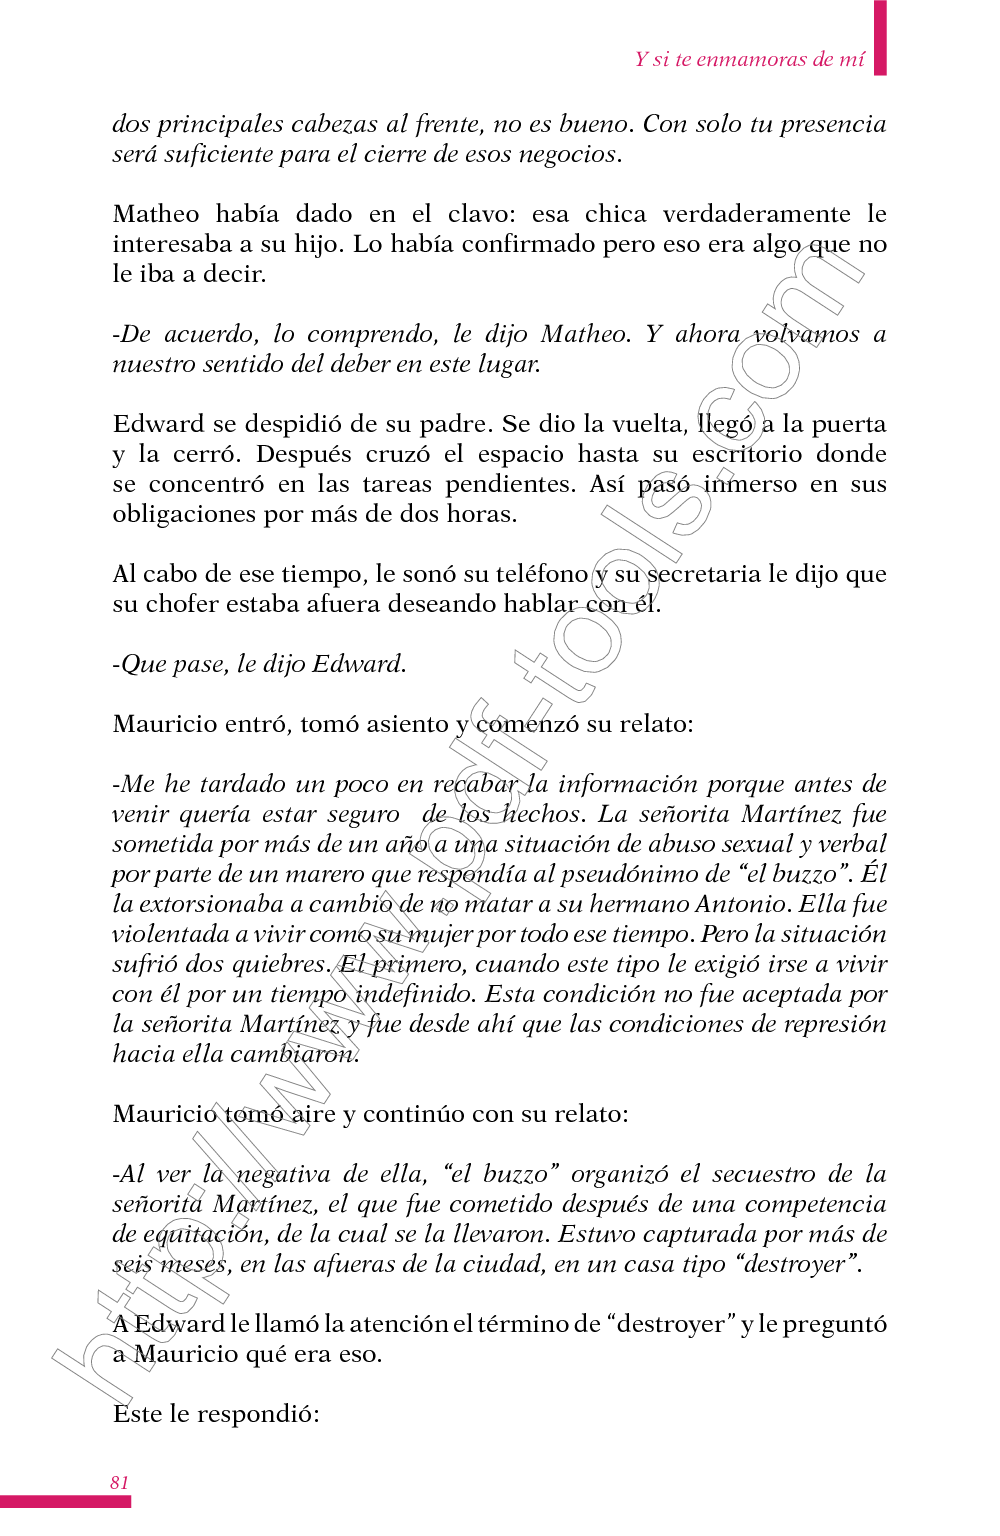 Y si te enmamoras de mí
dos principales cabezas al frente, no es bueno. Con solo tu presencia
será suficiente para el cierre de esos negocios.
Matheo había dado en el clavo: esa chica verdaderamente le
interesaba a su hijo. Lo había confirmado pero eso era algo que no
le iba a decir.
-De acuerdo, lo comprendo, le dijo Matheo. Y ahora volvamos a
nuestro sentido del deber en este lugar.
Edward se despidió de su padre. Se dio la vuelta, llegó a la puerta
y la cerró. Después cruzó el espacio hasta su escritorio donde
se concentró en las tareas pendientes. Así pasó inmerso en sus
obligaciones por más de dos horas.
Al cabo de ese tiempo, le sonó su teléfono y su secretaria le dijo que
su chofer estaba afuera deseando hablar con él.
-Que pase, le dijo Edward.
Mauricio entró, tomó asiento y comenzó su relato:
-Me he tardado un poco en recabar la información porque antes de
venir quería estar seguro  de los hechos. La señorita Martínez fue
sometida por más de un año a una situación de abuso sexual y verbal
por parte de un marero que respondía al pseudónimo de “el buzzo”. Él
la extorsionaba a cambio de no matar a su hermano Antonio. Ella fue
violentada a vivir como su mujer por todo ese tiempo. Pero la situación
sufrió dos quiebres. El primero, cuando este tipo le exigió irse a vivir
con él por un tiempo indefinido. Esta condición no fue aceptada por
la señorita Martínez y fue desde ahí que las condiciones de represión
hacia ella cambiaron.
Mauricio tomó aire y continúo con su relato:
-Al ver la negativa de ella, “el buzzo” organizó el secuestro de la
señorita Martínez, el que fue cometido después de una competencia
de equitación, de la cual se la llevaron. Estuvo capturada por más de
seis meses, en las afueras de la ciudad, en un casa tipo “destroyer”.
A Edward le llamó la atención el término de “destroyer” y le preguntó
a Mauricio qué era eso.
Este le respondió:
81
http://www.pdf-tools.com